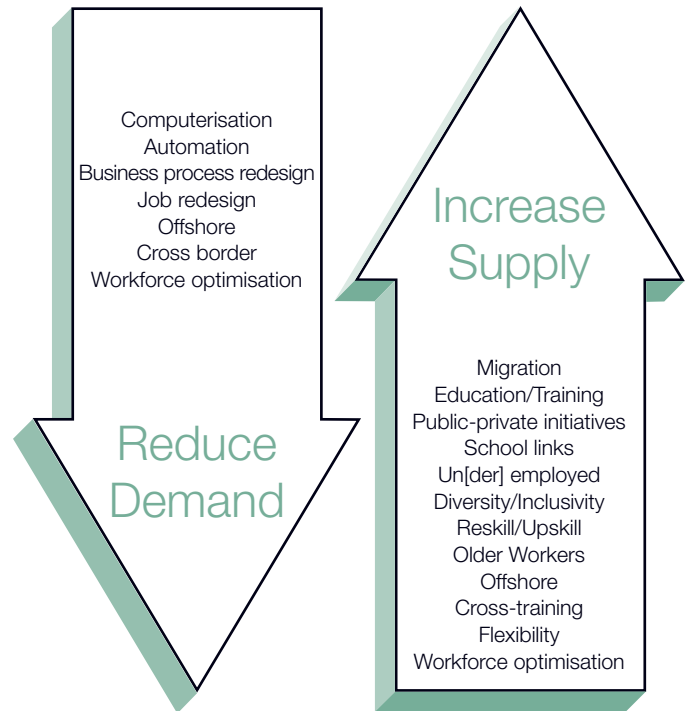 Computerisation
Automation
Business process redesign
Job redesign
Offshore
Cross border
Workforce optimisation
Reduce
Demand
Increase
Supply
Migration
Education/Training
Public-private initiatives
School links
Un[der] employed
Diversity/Inclusivity
Reskill/Upskill
Older Workers
Offshore
Cross-training
Flexibility
Workforce optimisation